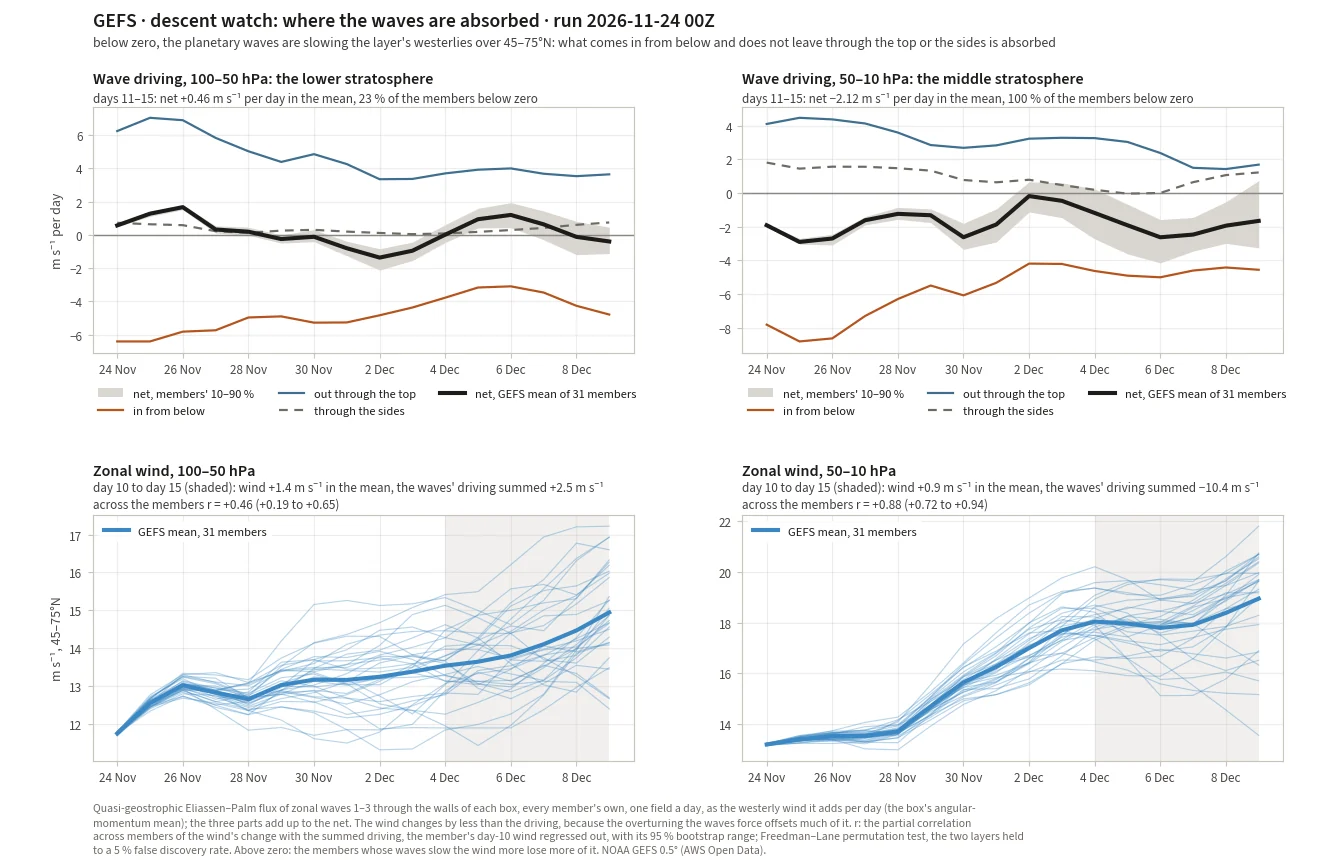 GEFS · descent watch: where the waves are absorbed · run 2026-11-24 00Z
below zero, the planetary waves are slowing the layer's westerlies over 45–75°N: what comes in from below and does not leave through the top or the sides is absorbed
Wave driving, 100–50 hPa: the lower stratosphere
days 11–15: net +0.46 m s⁻¹ per day in the mean, 23 % of the members below zero
m s⁻¹ per day
6
4
2
0
−2
−4
−6
24 Nov
26 Nov
28 Nov
30 Nov
2 Dec
4 Dec
6 Dec
8 Dec
net, members' 10–90 %
out through the top
net, GEFS mean of 31 members
in from below
through the sides
Wave driving, 50–10 hPa: the middle stratosphere
days 11–15: net −2.12 m s⁻¹ per day in the mean, 100 % of the members below zero
4
2
0
−2
−4
−6
−8
24 Nov
26 Nov
28 Nov
30 Nov
2 Dec
4 Dec
6 Dec
8 Dec
net, members' 10–90 %
out through the top
net, GEFS mean of 31 members
in from below
through the sides
Zonal wind, 100–50 hPa
day 10 to day 15 (shaded): wind +1.4 m s⁻¹ in the mean, the waves' driving summed +2.5 m s⁻¹
across the members r = +0.46 (+0.19 to +0.65)
GEFS mean, 31 members
m s⁻¹, 45–75°N
17
16
15
14
13
12
24 Nov
26 Nov
28 Nov
30 Nov
2 Dec
4 Dec
6 Dec
8 Dec
Zonal wind, 50–10 hPa
day 10 to day 15 (shaded): wind +0.9 m s⁻¹ in the mean, the waves' driving summed −10.4 m s⁻¹
across the members r = +0.88 (+0.72 to +0.94)
GEFS mean, 31 members
22
20
18
16
14
24 Nov
26 Nov
28 Nov
30 Nov
2 Dec
4 Dec
6 Dec
8 Dec
Quasi-geostrophic Eliassen–Palm flux of zonal waves 1–3 through the walls of each box, every member's own, one field a day, as the westerly wind it adds per day (the box's angular-
momentum mean); the three parts add up to the net. The wind changes by less than the driving, because the overturning the waves force offsets much of it. r: the partial correlation
across members of the wind's change with the summed driving, the member's day-10 wind regressed out, with its 95 % bootstrap range; Freedman–Lane permutation test, the two layers held
to a 5 % false discovery rate. Above zero: the members whose waves slow the wind more lose more of it. NOAA GEFS 0.5° (AWS Open Data).